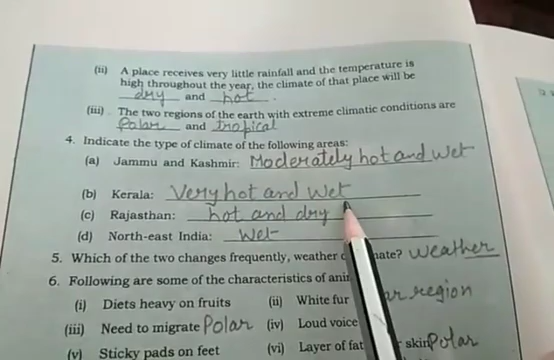 (ii) A place receives very little rainfall and the temperature is
high throughout the year, the climate of that place will be
dry and hot.
(iii) The two regions of the earth with extreme climatic conditions are
Polar and tropical
4. Indicate the type of climate of the following areas:
(a) Jammu and Kashmir: Moderately hot and wet
(b) Kerala: Very hot and wet
(c) Rajasthan: hot and dry
(d) North-east India: wet
5. Which of the two changes frequently, weather weather
6. Following are some of the characteristics of
(i) Diets heavy on fruits (ii) White fur region
(iii) Need to migrate Polar (iv) Loud voice
(v) Sticky pads on feet (vi) Layer of skin Polar